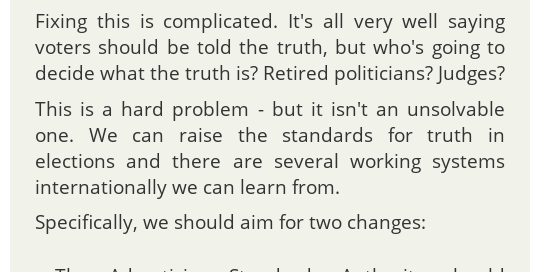 Fixing this is complicated. It's all very well saying
voters should be told the truth, but who's going to
decide what the truth is? Retired politicians? Judges?
This is a hard problem - but it isn't an unsolvable
one. We can raise the standards for truth in
elections and there are several working systems
internationally we can learn from.
Specifically, we should aim for two changes: